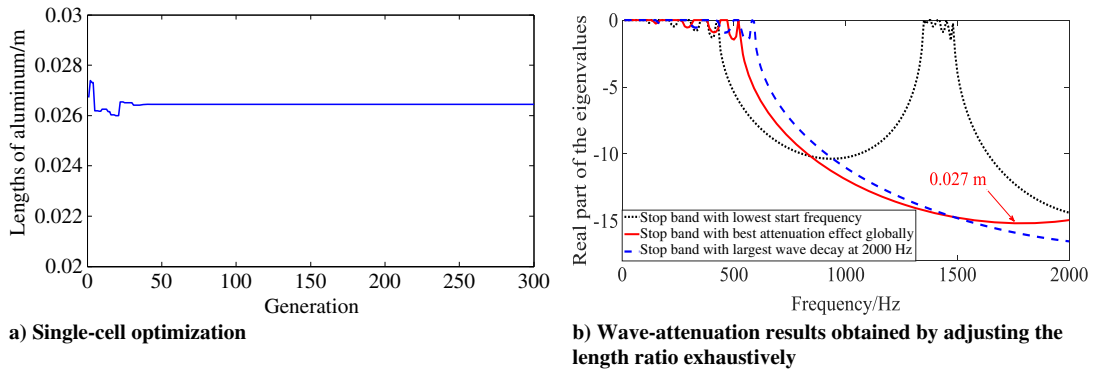 0.03
0.028
0.026
0.024
0.022
0.02
0
50
100
150
200
250
300
Lengths of aluminum/m
Generation
a) Single-cell optimization
0
-5
-10
-15
0
500
1000
1500
2000
Real part of the eigenvalues
0.027 m
Stop band with lowest start frequency
Stop band with best attenuation effect globally
Stop band with largest wave decay at 2000 Hz
Frequency/Hz
b) Wave-attenuation results obtained by adjusting the
length ratio exhaustively